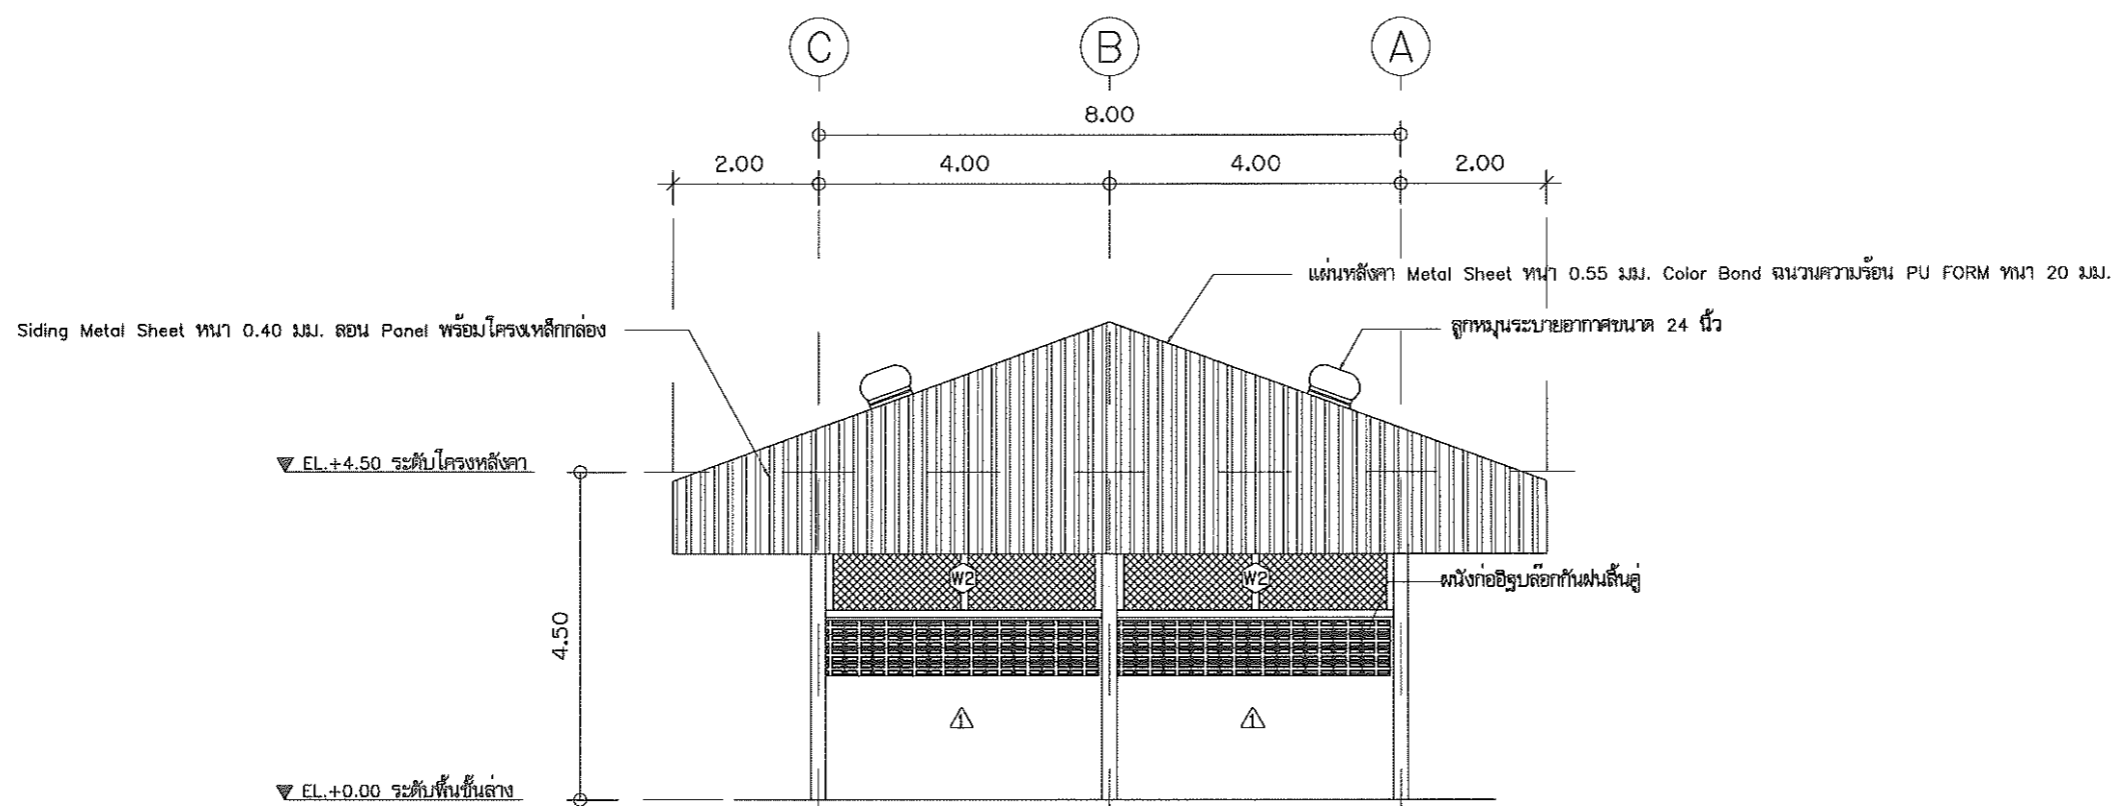 C B A
8.00
2.00 4.00 4.00 2.00
แผ่นหลังคา Metal Sheet หนา 0.55 มม. Color Bond ฉนวนความร้อน PU FORM หนา 20 มม.
Siding Metal Sheet หนา 0.40 มม. ลอน Panel พร้อมโครงเหล็กกล่อง
ลูกหมุนระบายอากาศขนาด 24 นิ้ว
EL.+4.50 ระดับโครงหลังคา
W2 W2
ผนังก่ออิฐบล๊อกกันฝนลิ้นคู่
4.50
1 1
EL.+0.00 ระดับพื้นชั้นล่าง